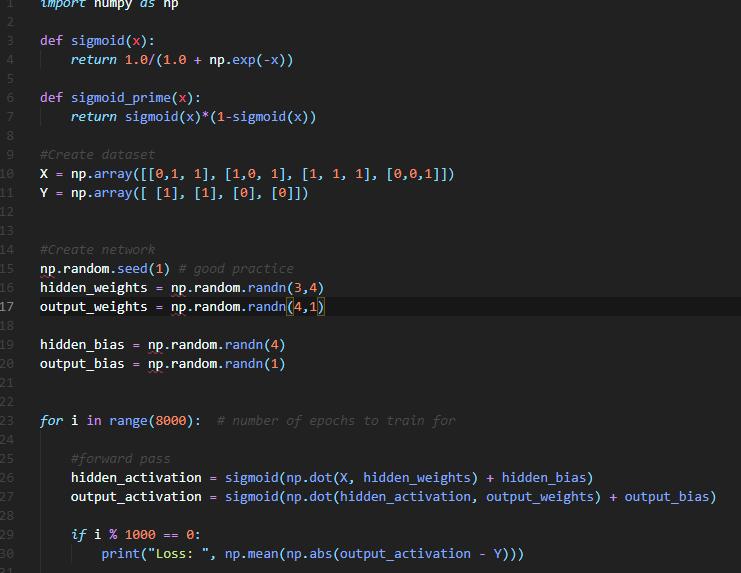 1 import numpy as np
2
3 def sigmoid(x):
4 return 1.0/(1.0 + np.exp(-x))
5
6 def sigmoid_prime(x):
7 return sigmoid(x)*(1-sigmoid(x))
8
9 #Create dataset
10 X = np.array([[0,1, 1], [1,0, 1], [1, 1, 1], [0,0,1]])
11 Y = np.array([ [1], [1], [0], [0]])
12
13
14 #Create network
15 np.random.seed(1) # good practice
16 hidden_weights = np.random.randn(3,4)
17 output_weights = np.random.randn(4,1)
18
19 hidden_bias = np.random.randn(4)
20 output_bias = np.random.randn(1)
21
22
23 for i in range(8000): # number of epochs to train for
24
25 #forward pass
26 hidden_activation = sigmoid(np.dot(X, hidden_weights) + hidden_bias)
27 output_activation = sigmoid(np.dot(hidden_activation, output_weights) + output_bias)
28
29 if i % 1000 == 0:
30 print("Loss: ", np.mean(np.abs(output_activation - Y)))
31